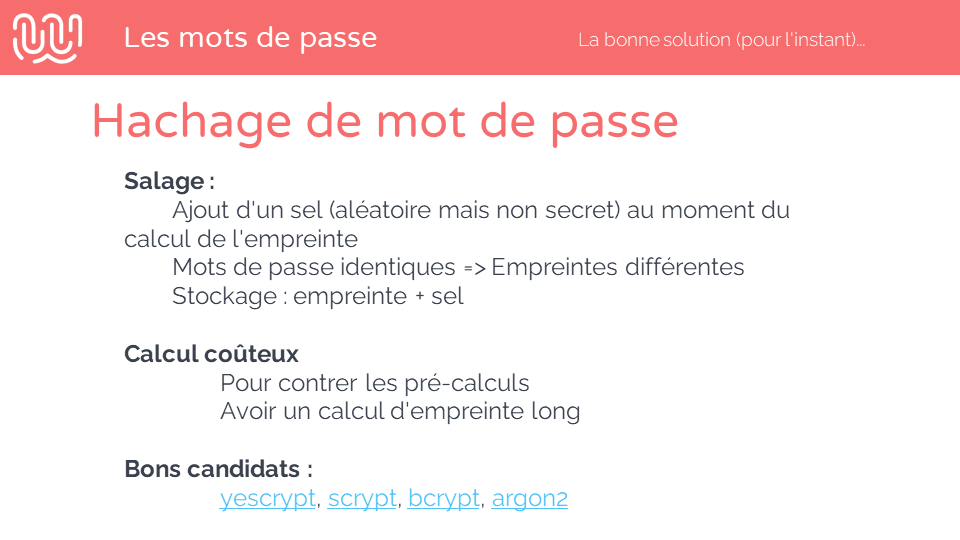 Les mots de passe
La bonne solution (pour l'instant)...
Hachage de mot de passe
Salage :
Ajout d'un sel (aléatoire mais non secret) au moment du
calcul de l'empreinte
Mots de passe identiques => Empreintes différentes
Stockage : empreinte + sel
Calcul coûteux
Pour contrer les pré-calculs
Avoir un calcul d'empreinte long
Bons candidats :
yescrypt, scrypt, bcrypt, argon2